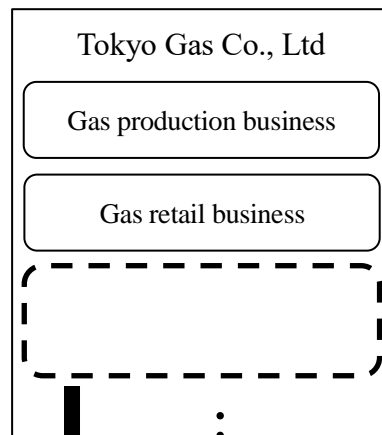 Tokyo Gas Co., Ltd
Gas production business
Gas retail business